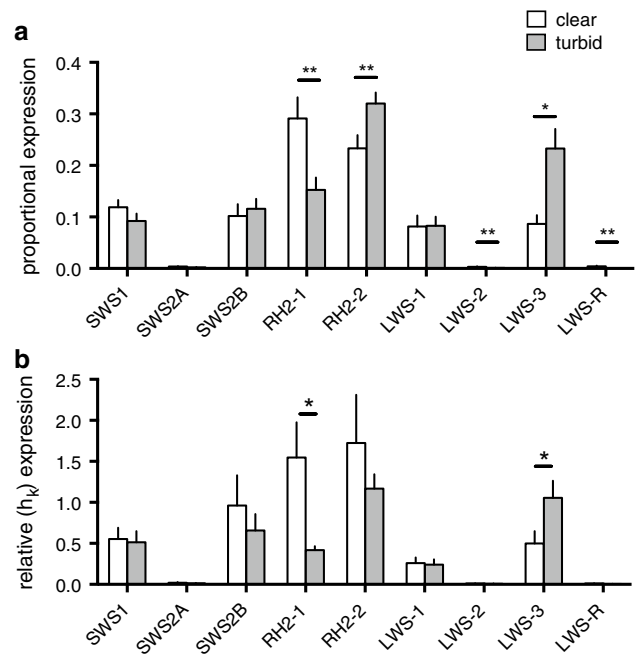 clear
turbid
a
proportional expression
0.4
0.3
0.2
0.1
0.0
** ** ** * **
SWS1 SWS2A SWS2B RH2-1 RH2-2 LWS-1 LWS-2 LWS-3 LWS-R
b
relative (hk) expression
2.5
2.0
1.5
1.0
0.5
0.0
* *
SWS1 SWS2A SWS2B RH2-1 RH2-2 LWS-1 LWS-2 LWS-3 LWS-R